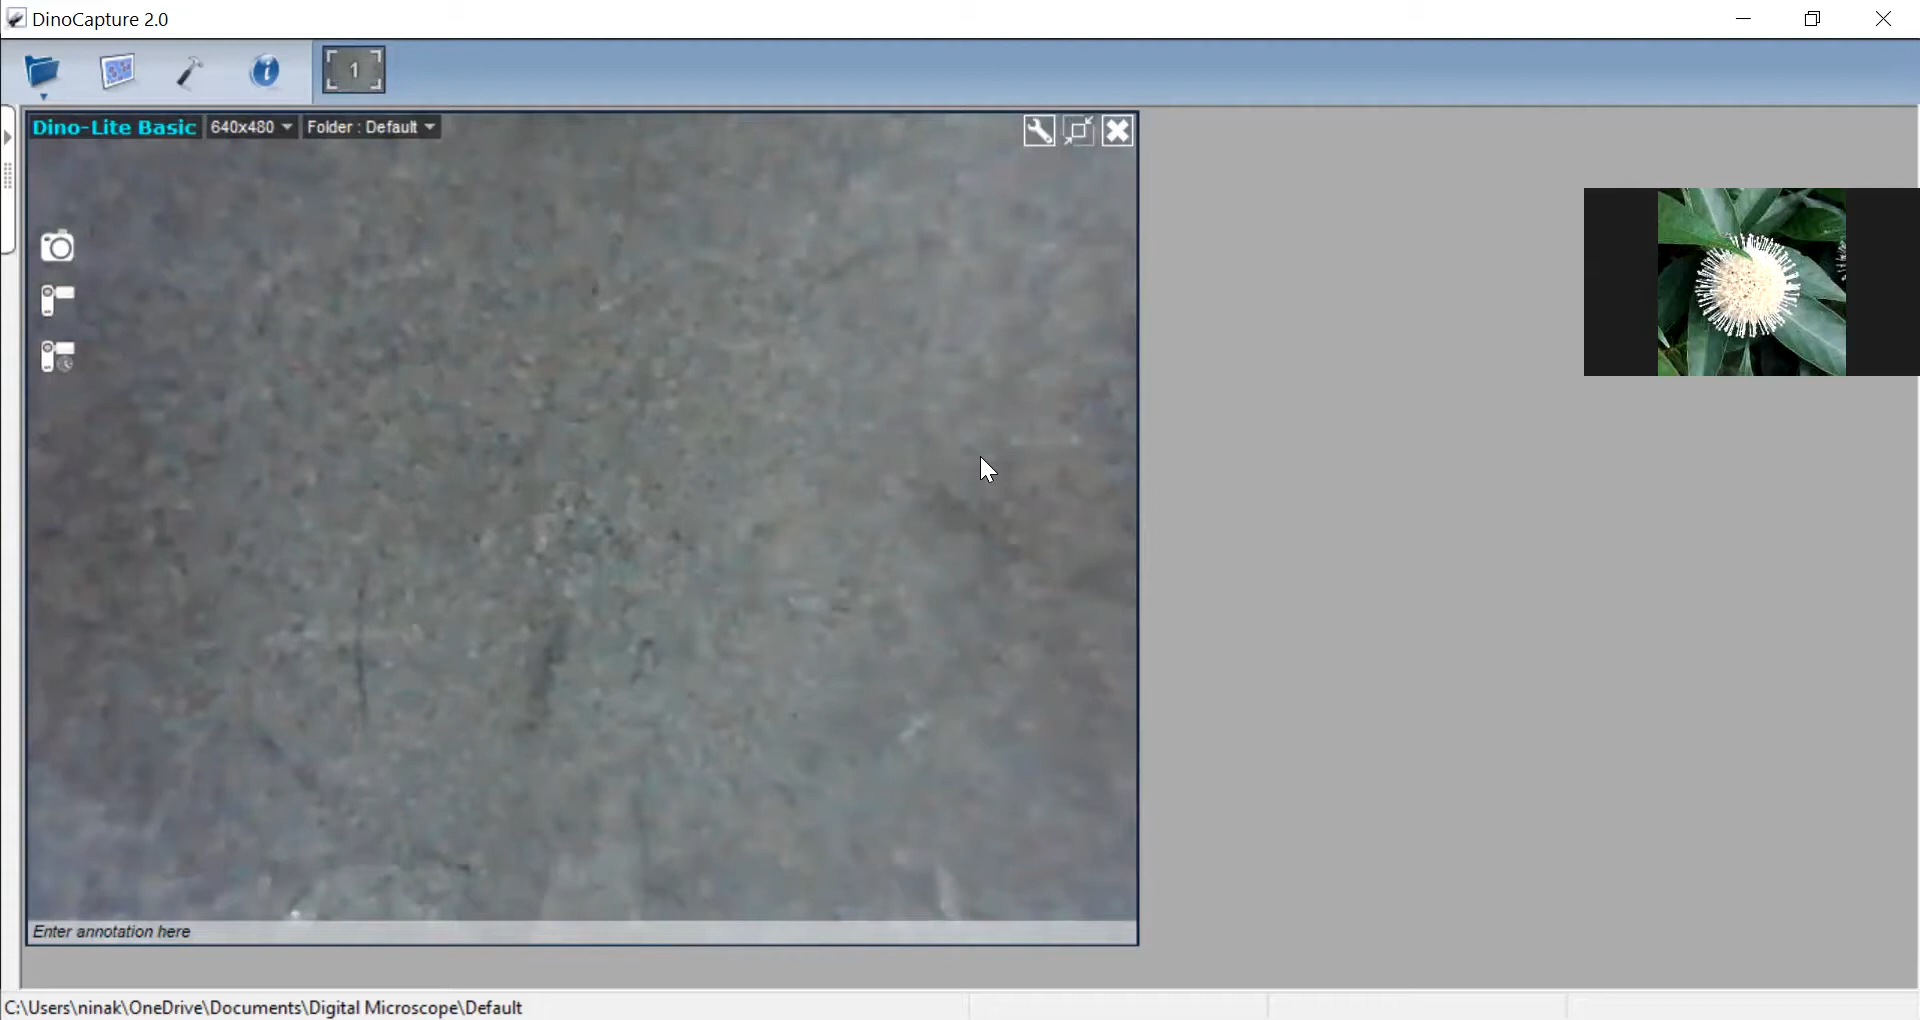 DinoCapture 2.0
1
Dino-Lite Basic 640x480 Folder : Default
Enter annotation here
C:\Users\ninak\OneDrive\Documents\Digital Microscope\Default